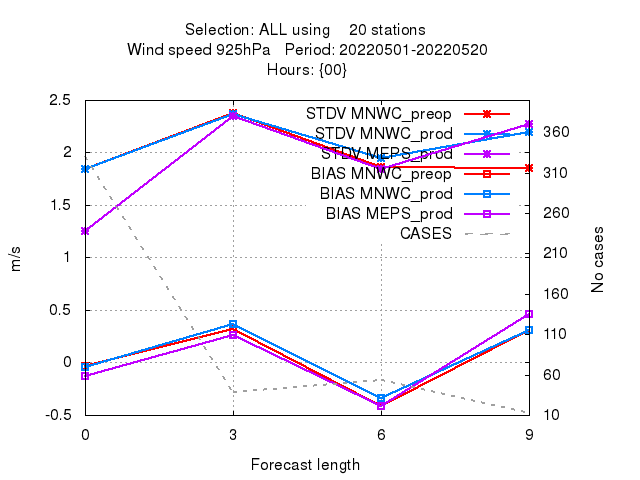 Selection: ALL using 20 stations
Wind speed 925hPa Period: 20220501-20220520
Hours: {00}
2.5
2
1.5
1
0.5
0
-0.5
m/s
STDV MNWC_preop
STDV MNWC_prod
STDV MEPS_prod
BIAS MNWC_preop
BIAS MNWC_prod
BIAS MEPS_prod
CASES
360
310
260
210
160
110
60
10
No cases
0 3 6 9
Forecast length